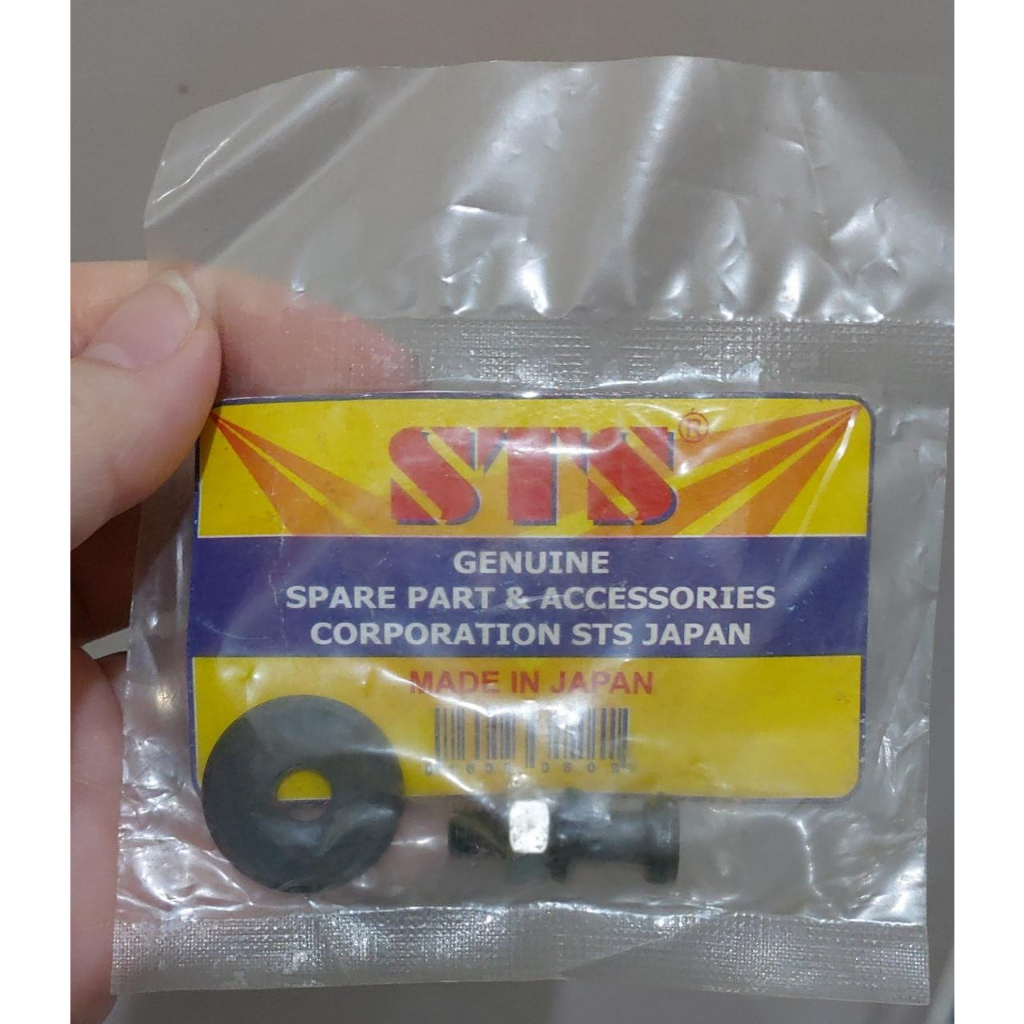 STS®
GENUINE
SPARE PART & ACCESSORIES
CORPORATION STS JAPAN
MADE IN JAPAN